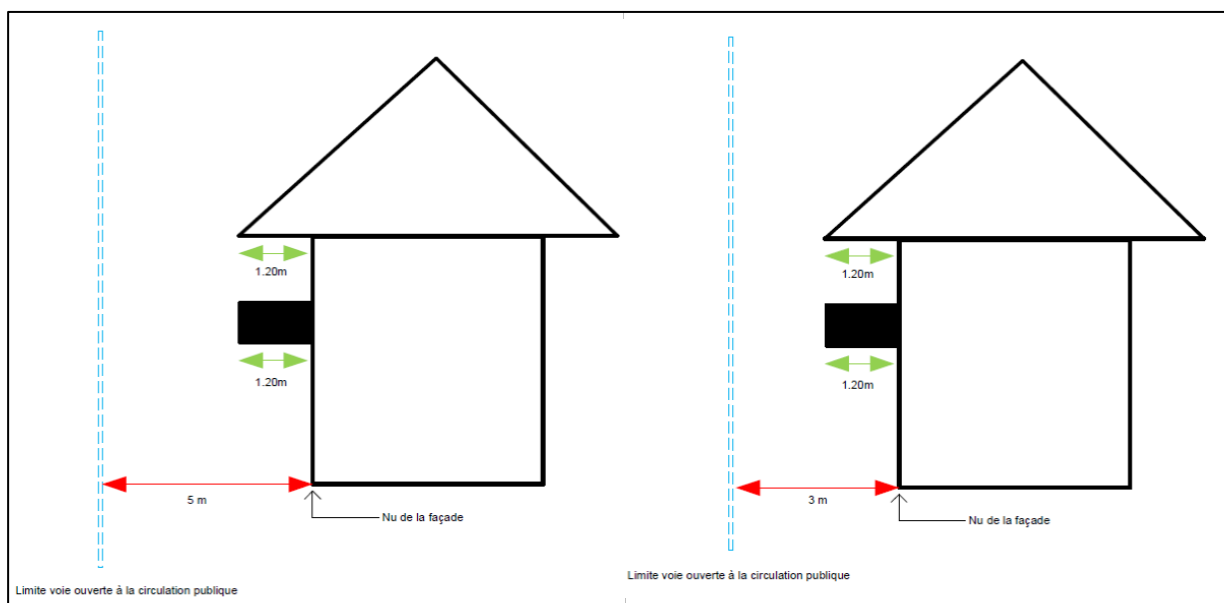 1.20m
1.20m
5 m
Nu de la façade
Limite voie ouverte à la circulation publique
1.20m
1.20m
3 m
Nu de la façade
Limite voie ouverte à la circulation publique